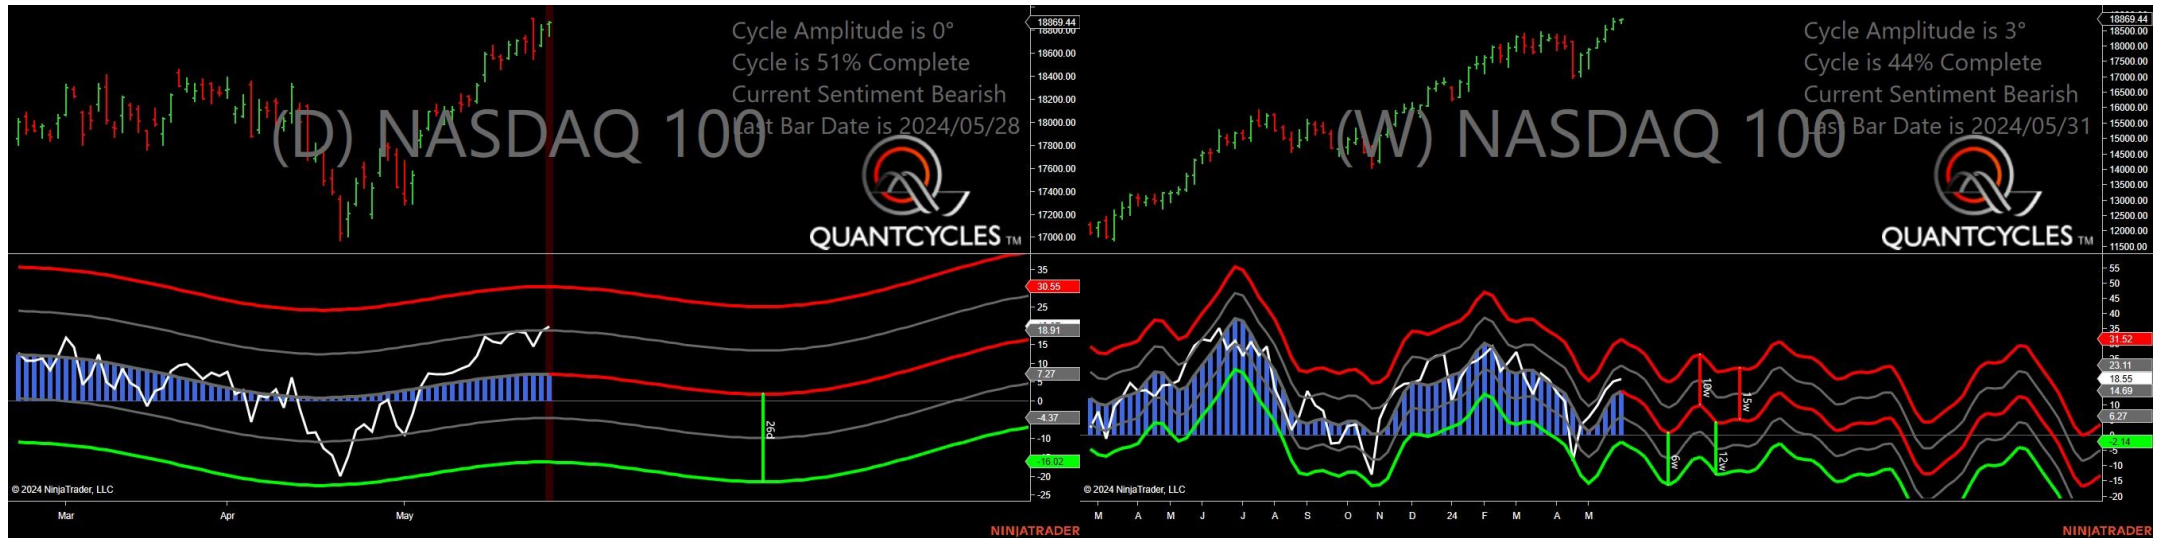 Cycle Amplitude is 0°
Cycle is 51% Complete
Current Sentiment Bearish
Last Bar Date is 2024/05/28
(D) NASDAQ 100
QUANTCYCLES TM
18869.44
18800.00
18600.00
18400.00
18200.00
18000.00
17800.00
17600.00
17400.00
17200.00
17000.00
35
30.55
25
18.91
15
10
7.27
5
0
-4.37
-10
-16.02
-20
-25
26d
© 2024 NinjaTrader, LLC
Mar Apr May
NINJATRADER
Cycle Amplitude is 3°
Cycle is 44% Complete
Current Sentiment Bearish
Last Bar Date is 2024/05/31
(W) NASDAQ 100
QUANTCYCLES TM
18869.44
18500.00
17500.00
17000.00
16500.00
16000.00
15500.00
15000.00
14500.00
14000.00
13500.00
13000.00
12500.00
12000.00
11500.00
55
50
45
40
35
31.52
23.11
18.55
14.69
10
6.27
-2.14
-5
-10
-15
-20
10w
15w
6w
12w
© 2024 NinjaTrader, LLC
M A M J J A S O N D 24 F M A M
NINJATRADER